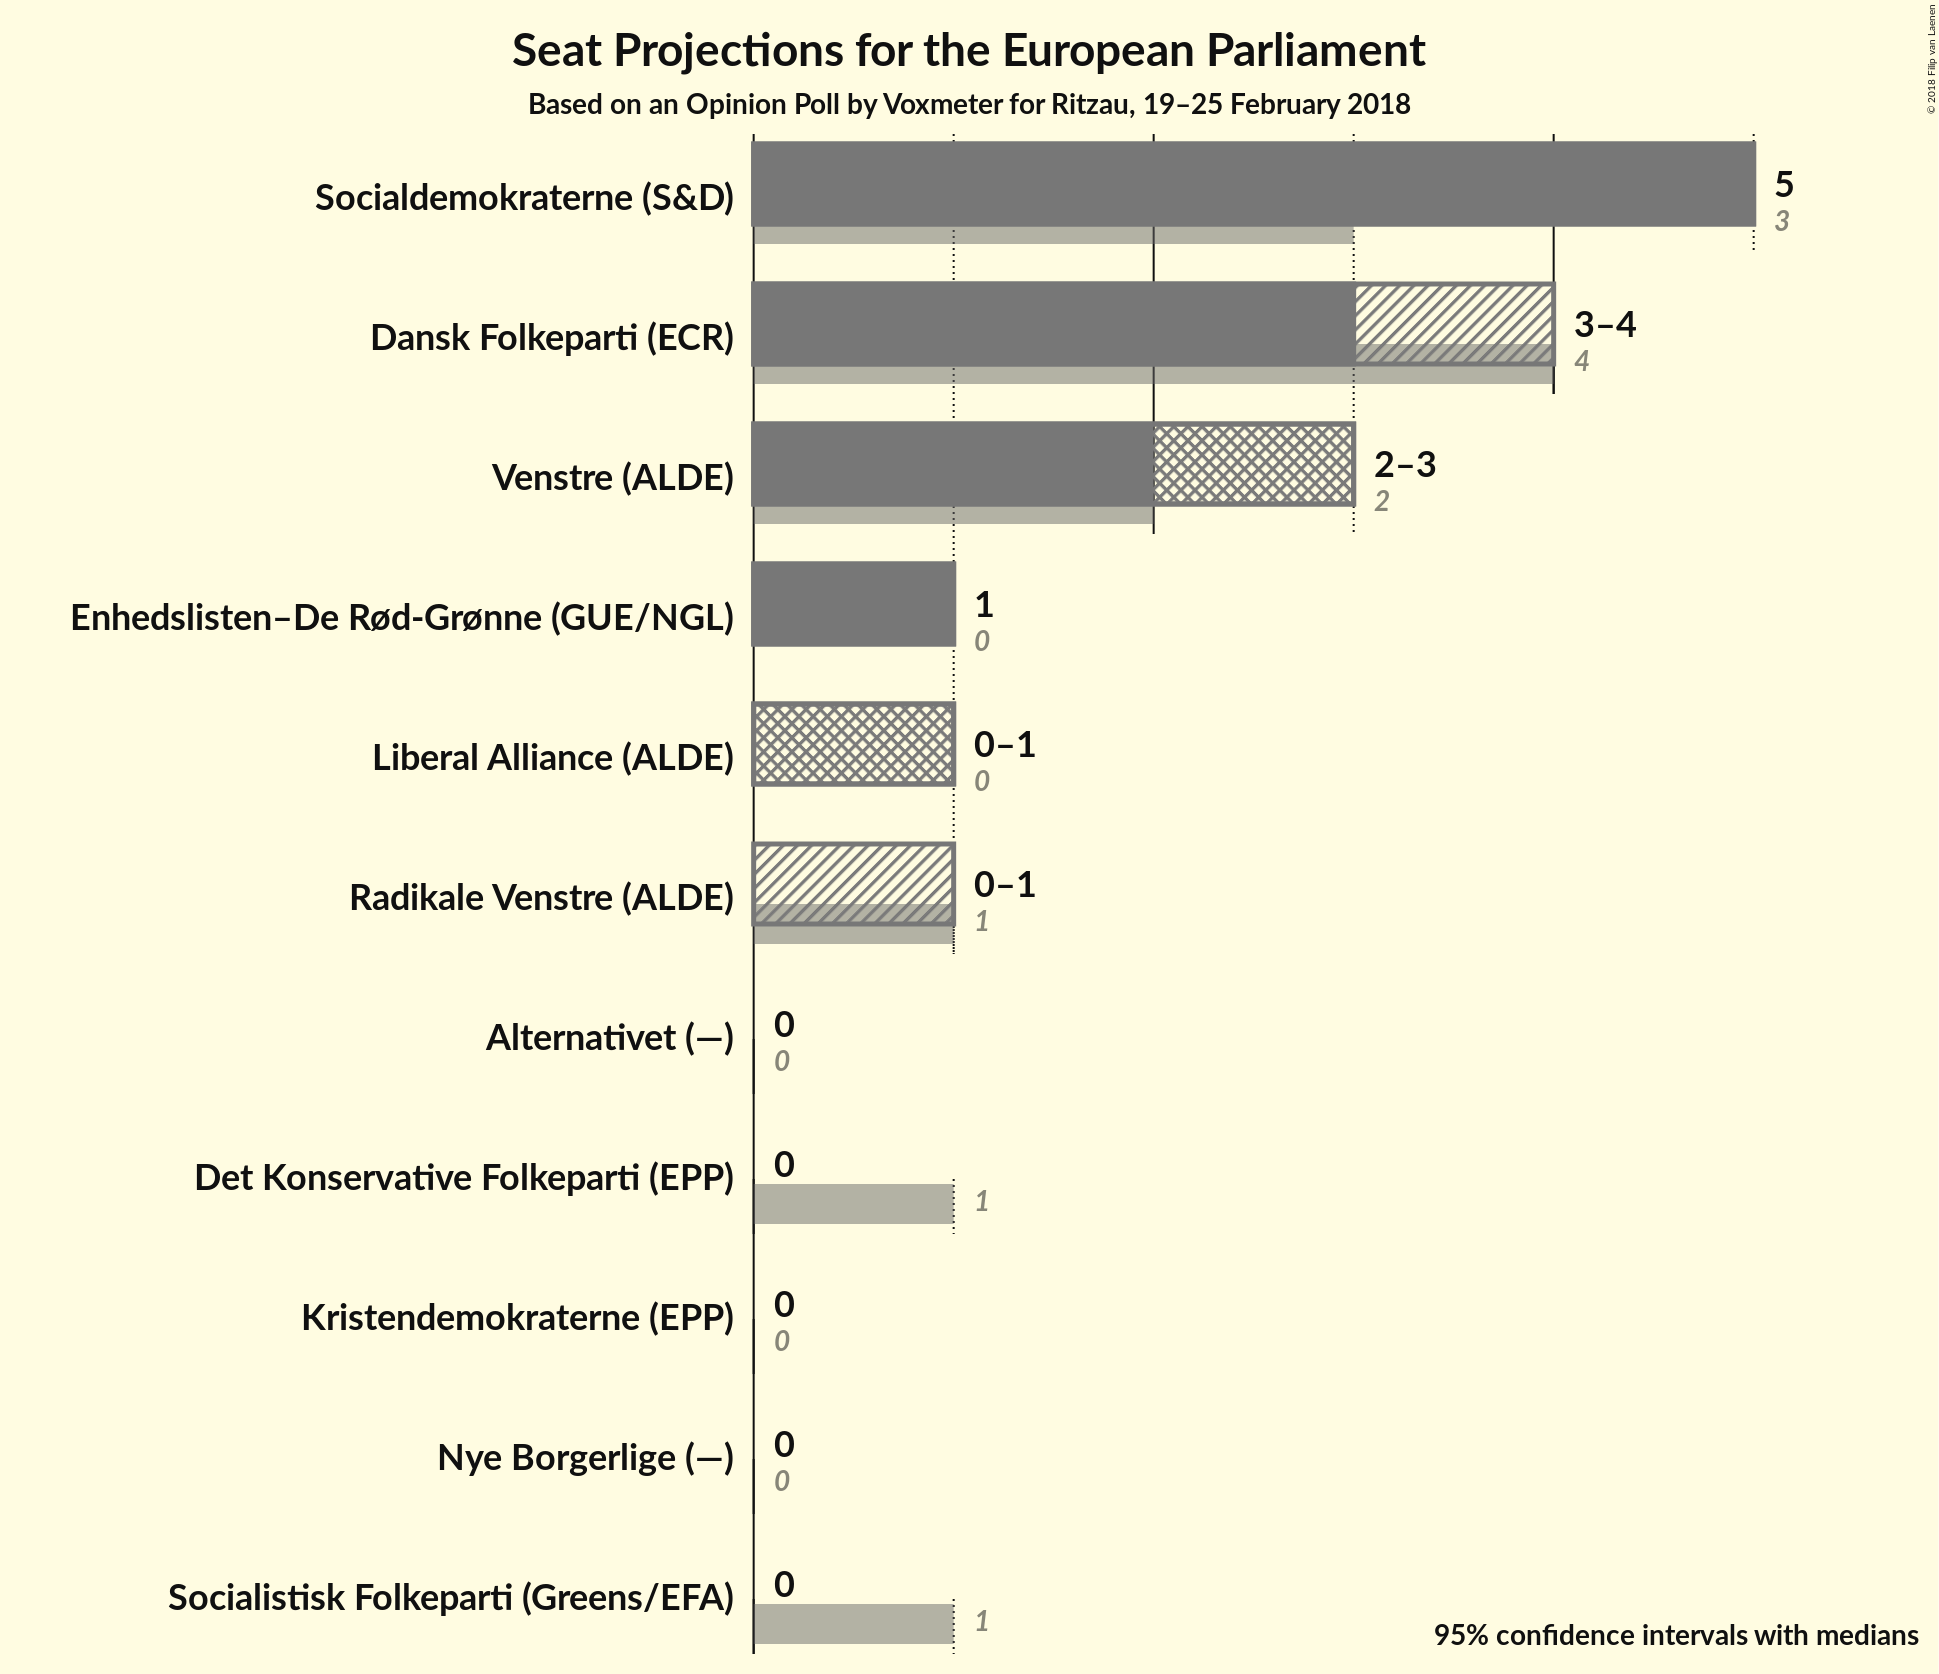 Seat Projections for the European Parliament
Based on an Opinion Poll by Voxmeter for Ritzau, 19–25 February 2018
© 2018 Filip van Laenen
Socialdemokraterne (S&D)
5
3
Dansk Folkeparti (ECR)
3–4
4
Venstre (ALDE)
2–3
2
Enhedslisten–De Rød-Grønne (GUE/NGL)
1
0
Liberal Alliance (ALDE)
0–1
0
Radikale Venstre (ALDE)
0–1
1
Alternativet (—)
0
0
Det Konservative Folkeparti (EPP)
0
1
Kristendemokraterne (EPP)
0
0
Nye Borgerlige (—)
0
0
Socialistisk Folkeparti (Greens/EFA)
0
1
95% confidence intervals with medians